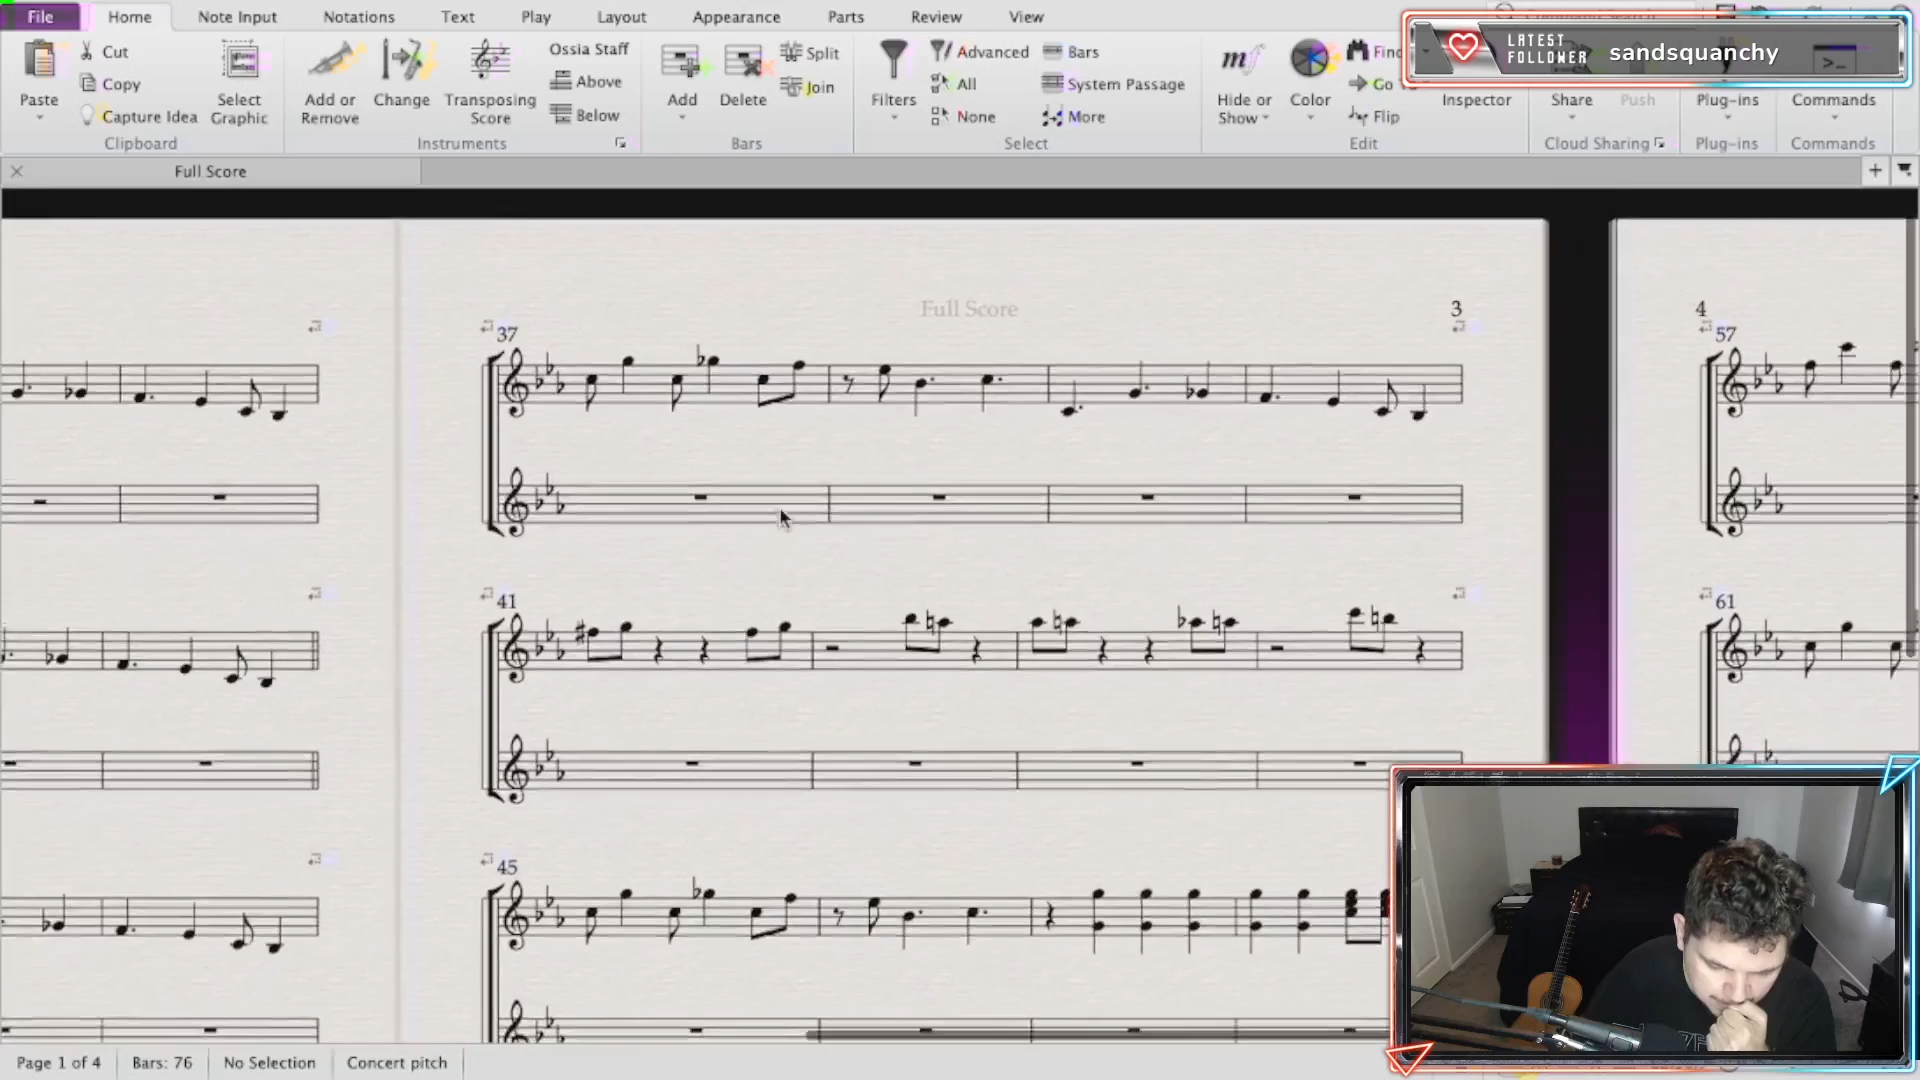 File Home Note Input Notations Text Play Layout Appearance Parts Review View
LATEST FOLLOWER sandsquanchy
Paste Cut Copy Capture Idea Select Graphic
Clipboard
Add or Remove Change Transposing Score Ossia Staff Above Below
Instruments
Add Delete Split Join
Bars
Filters Advanced All None Bars System Passage More
Select
Hide or Show Color Find Go Flip
Edit
Inspector
Share Push
Cloud Sharing
Plug-ins
Plug-ins
Commands
Commands
Full Score
Full Score
3
4
37
57
41
61
45
Page 1 of 4 Bars: 76 No Selection Concert pitch